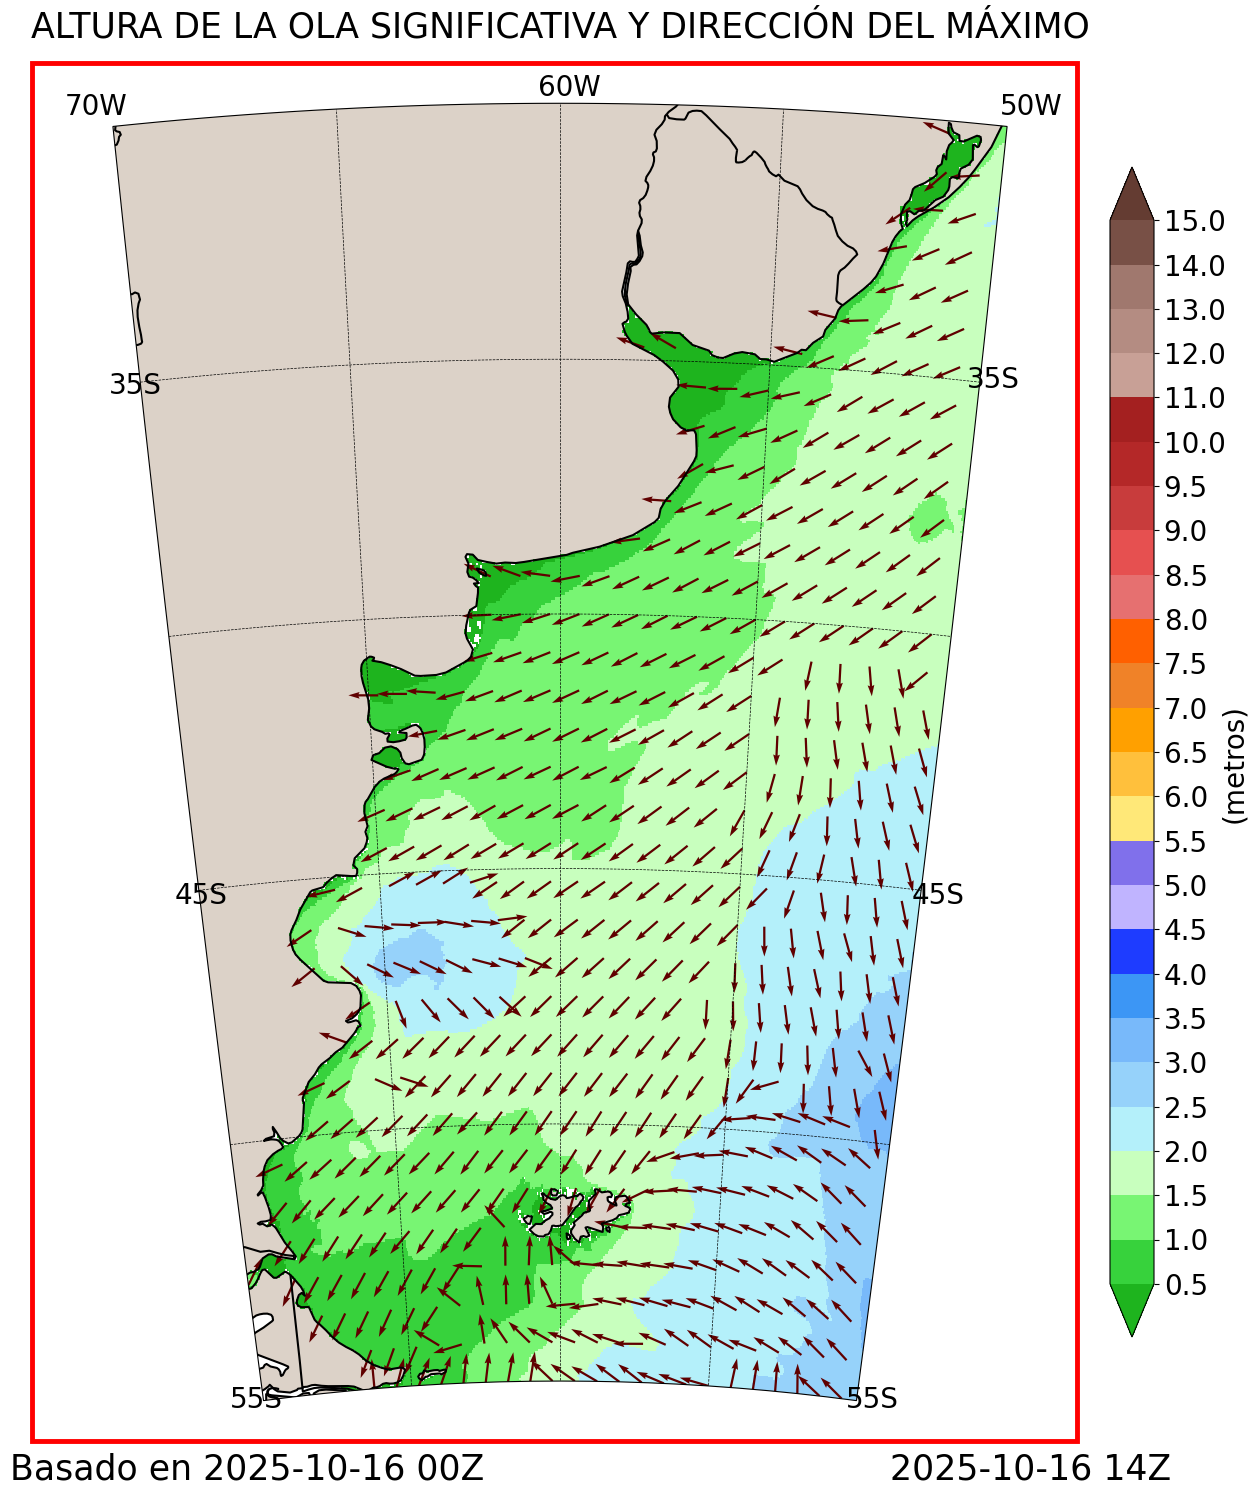 ALTURA DE LA OLA SIGNIFICATIVA Y DIRECCIÓN DEL MÁXIMO
70W
60W
50W
35S
35S
45S
45S
55S
55S
15.0
14.0
13.0
12.0
11.0
10.0
9.5
9.0
8.5
8.0
7.5
7.0
6.5
6.0
5.5
5.0
4.5
4.0
3.5
3.0
2.5
2.0
1.5
1.0
0.5
(metros)
Basado en 2025-10-16 00Z
2025-10-16 14Z